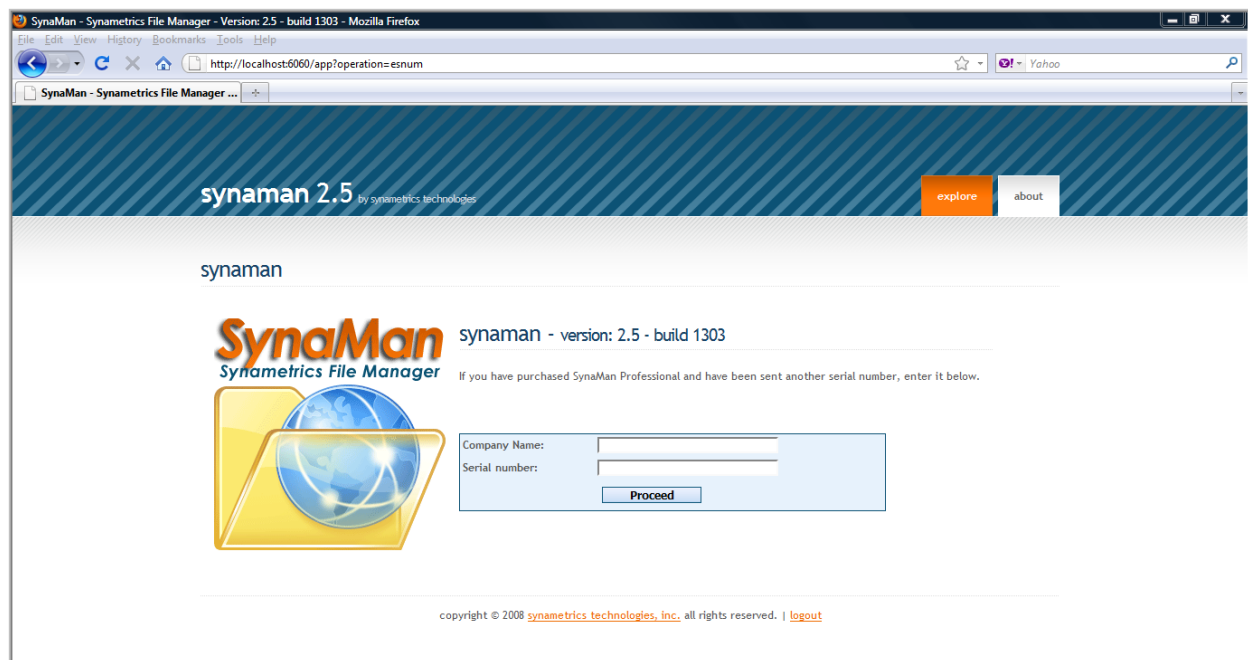 SynaMan - Synametrics File Manager - Version: 2.5 - build 1303 - Mozilla Firefox
File Edit View History Bookmarks Tools Help
http://localhost:6060/app?operation=esnum
Yahoo
SynaMan - Synametrics File Manager ...
synaman 2.5 by synametrics technologies
explore about
synaman
SynaMan
Synametrics File Manager
synaman - version: 2.5 - build 1303
If you have purchased SynaMan Professional and have been sent another serial number, enter it below.
Company Name:
Serial number:
Proceed
copyright © 2008 synametrics technologies, inc. all rights reserved. | logout